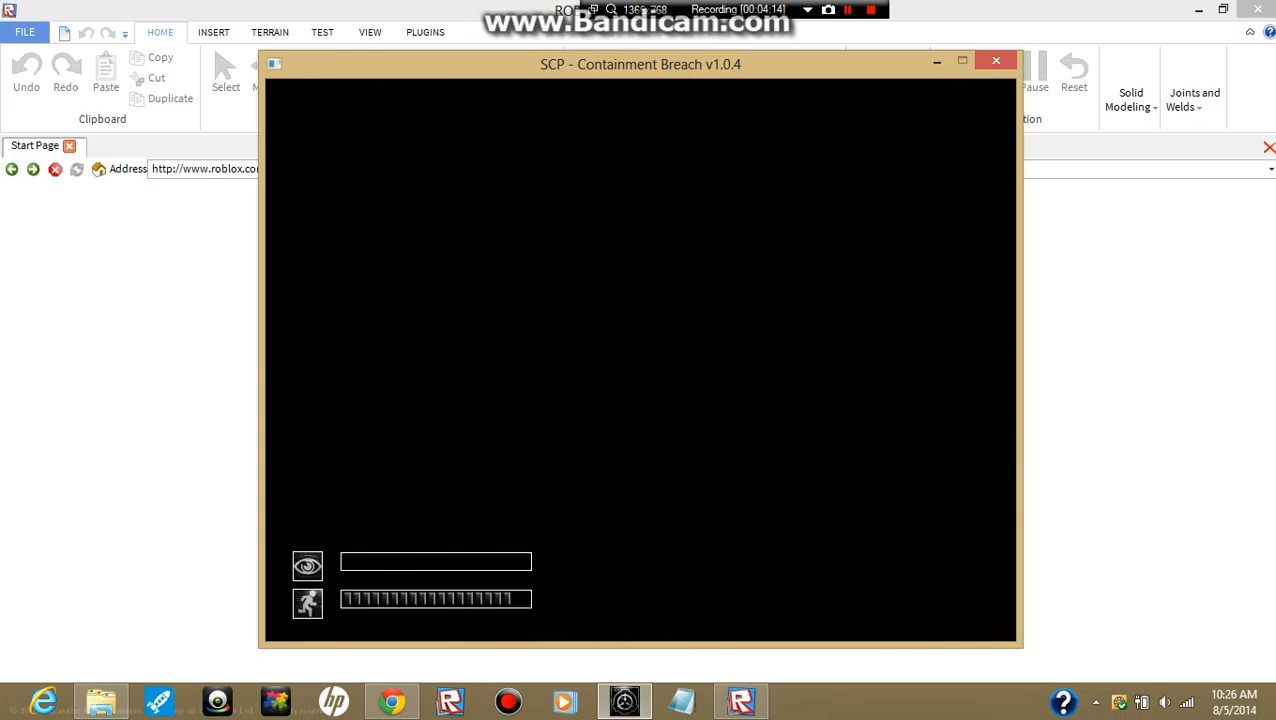 1366x768 Recording [00:04:14]
www.Bandicam.com
FILE HOME INSERT TERRAIN TEST VIEW PLUGINS
SCP - Containment Breach v1.0.4
Undo Redo Paste Copy Cut Duplicate Select Pause Reset Solid Modeling Joints and Welds
Clipboard
Start Page
Address http://www.roblox.co
10:26 AM
8/5/2014